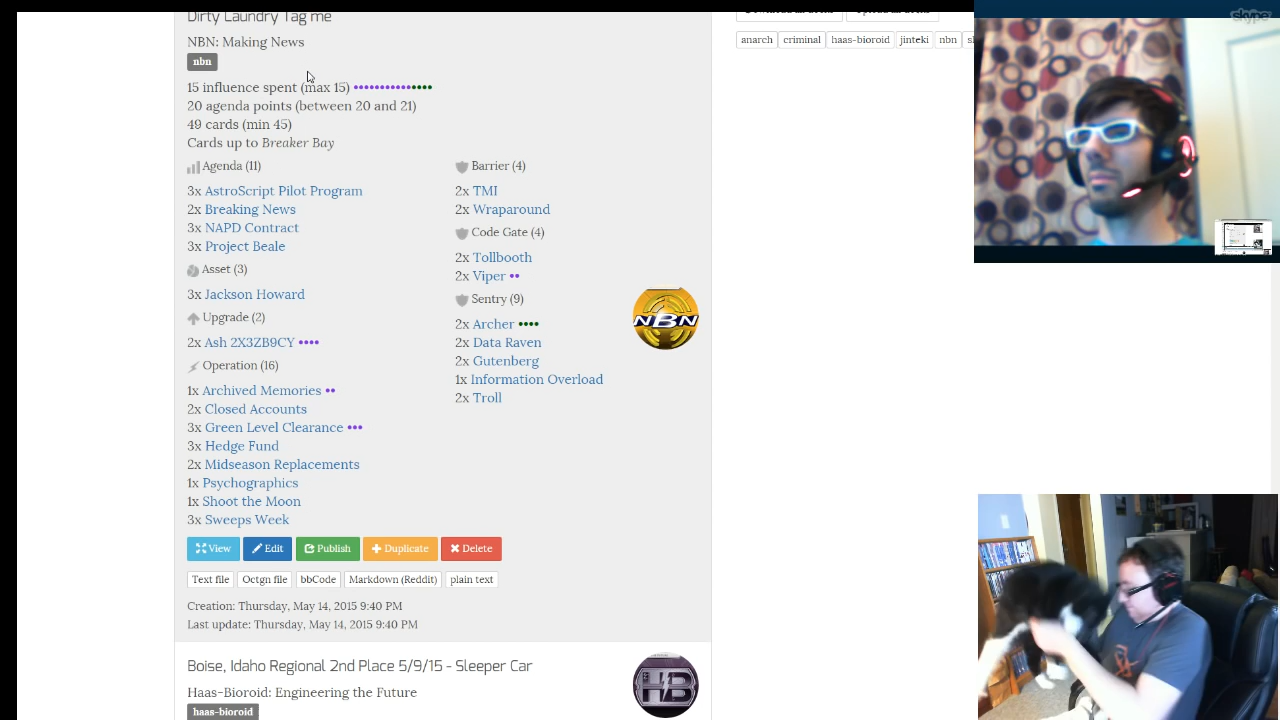 Dirty Laundry Tag me
NBN: Making News
nbn
15 influence spent (max 15)
20 agenda points (between 20 and 21)
49 cards (min 45)
Cards up to Breaker Bay
Agenda (11)
3x AstroScript Pilot Program
2x Breaking News
3x NAPD Contract
3x Project Beale
Asset (3)
3x Jackson Howard
Upgrade (2)
2x Ash 2X3ZB9CY
Operation (16)
1x Archived Memories
2x Closed Accounts
3x Green Level Clearance
3x Hedge Fund
2x Midseason Replacements
1x Psychographics
1x Shoot the Moon
3x Sweeps Week
Barrier (4)
2x TMI
2x Wraparound
Code Gate (4)
2x Tollbooth
2x Viper
Sentry (9)
2x Archer
2x Data Raven
2x Gutenberg
1x Information Overload
2x Troll
NBN
View Edit Publish Duplicate Delete
Text file Octgn file bbCode Markdown (Reddit) plain text
Creation: Thursday, May 14, 2015 9:40 PM
Last update: Thursday, May 14, 2015 9:40 PM
Boise, Idaho Regional 2nd Place 5/9/15 - Sleeper Car
Haas-Bioroid: Engineering the Future
haas-bioroid
HB
anarch criminal haas-bioroid jinteki nbn
skype